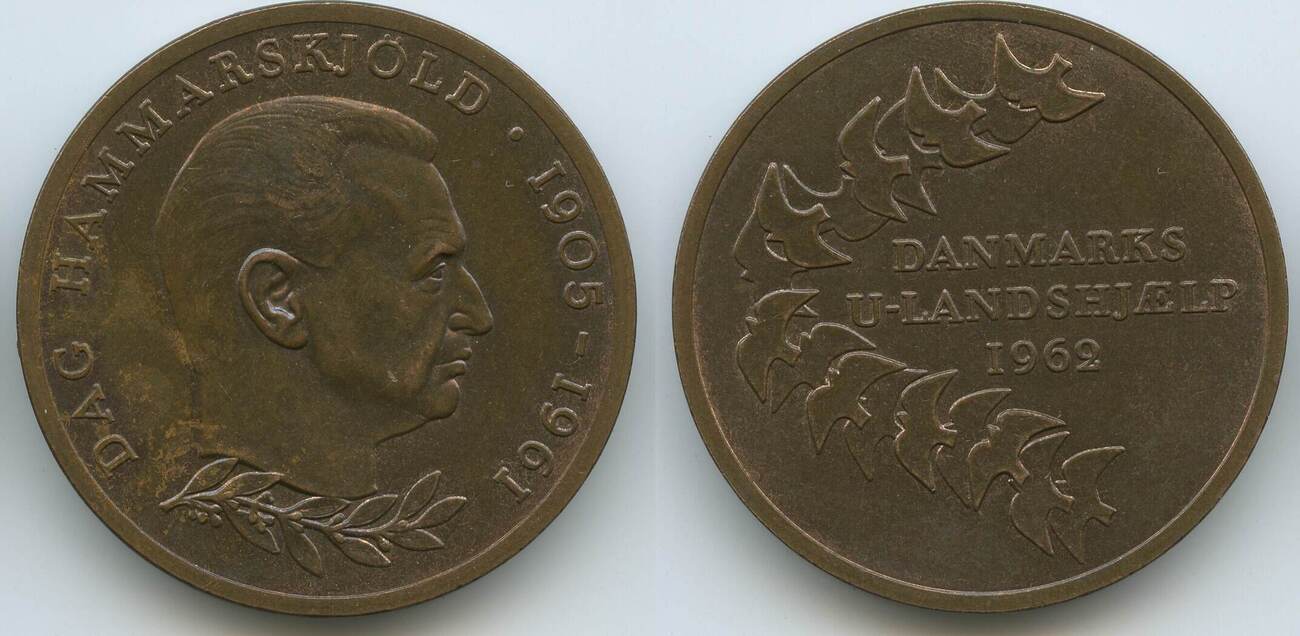 DAG HAMMARSKJÖLD · 1905 - 1961
DANMARKS
U-LANDSHJÆLP
1962